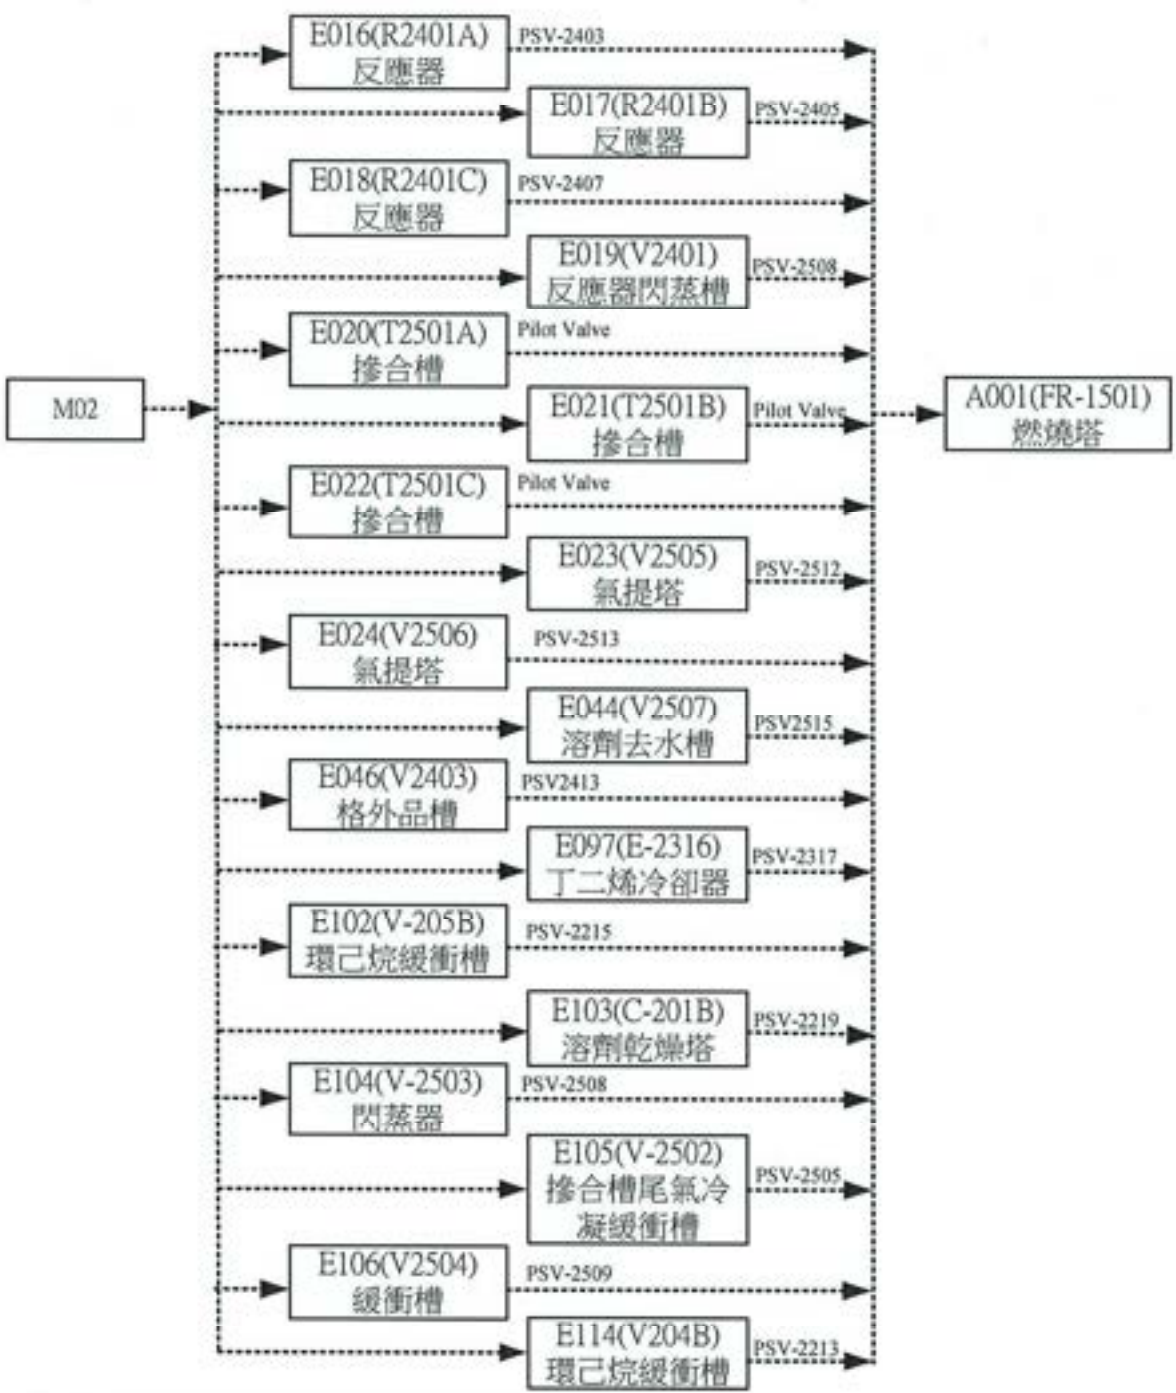 E016(R2401A)
反應器
PSV-2403
E017(R2401B)
反應器
PSV-2405
E018(R2401C)
反應器
PSV-2407
E019(V2401)
反應器閃蒸槽
PSV-2508
E020(T2501A)
摻合槽
Pilot Valve
M02
E021(T2501B)
摻合槽
Pilot Valve
A001(FR-1501)
燃燒塔
E022(T2501C)
摻合槽
Pilot Valve
E023(V2505)
氣提塔
PSV-2512
E024(V2506)
氣提塔
PSV-2513
E044(V2507)
溶劑去水槽
PSV2515
E046(V2403)
格外品槽
PSV2413
E097(E-2316)
丁二烯冷卻器
PSV-2317
E102(V-205B)
環己烷緩衝槽
PSV-2215
E103(C-201B)
溶劑乾燥塔
PSV-2219
E104(V-2503)
閃蒸器
PSV-2508
E105(V-2502)
摻合槽尾氣冷
凝緩衝槽
PSV-2505
E106(V2504)
緩衝槽
PSV-2509
E114(V204B)
環己烷緩衝槽
PSV-2213